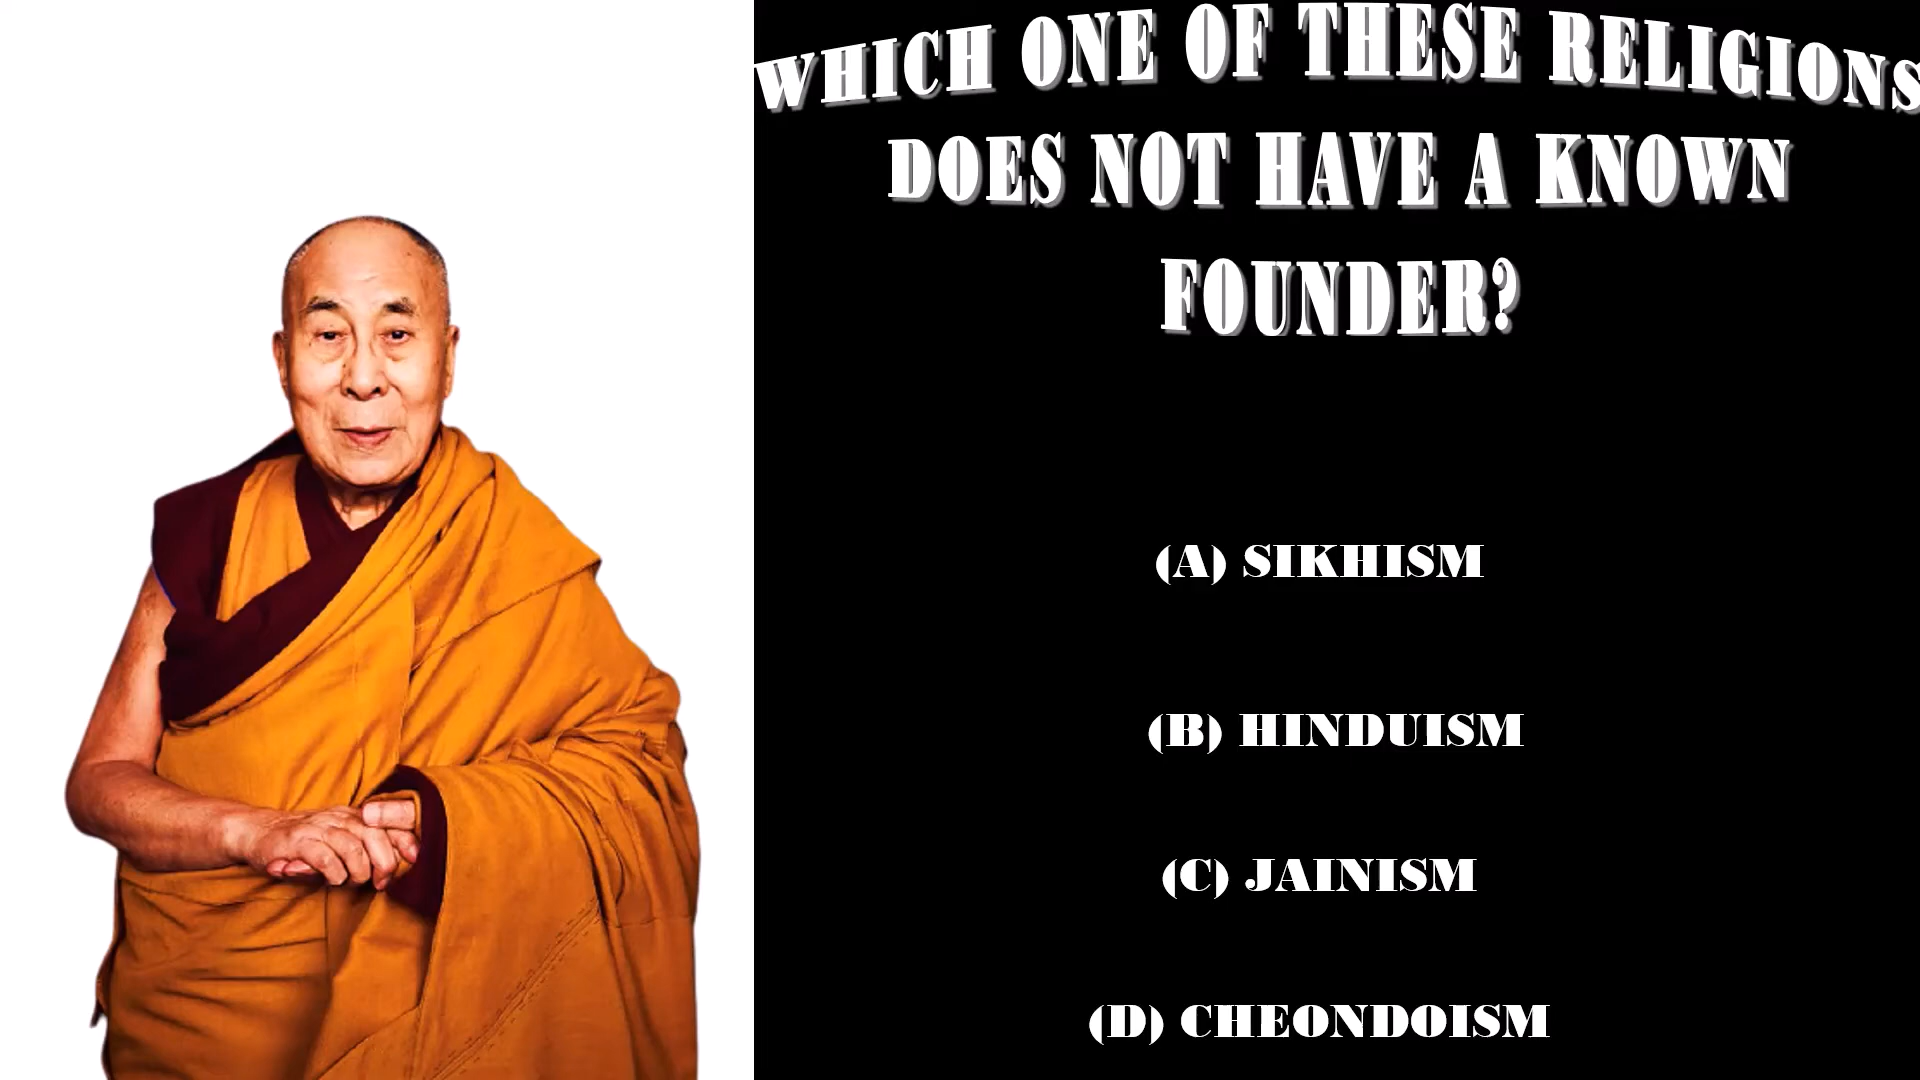 WHICH ONE OF THESE RELIGIONS
DOES NOT HAVE A KNOWN
FOUNDER?
(A) SIKHISM
(B) HINDUISM
(C) JAINISM
(D) CHEONDOISM